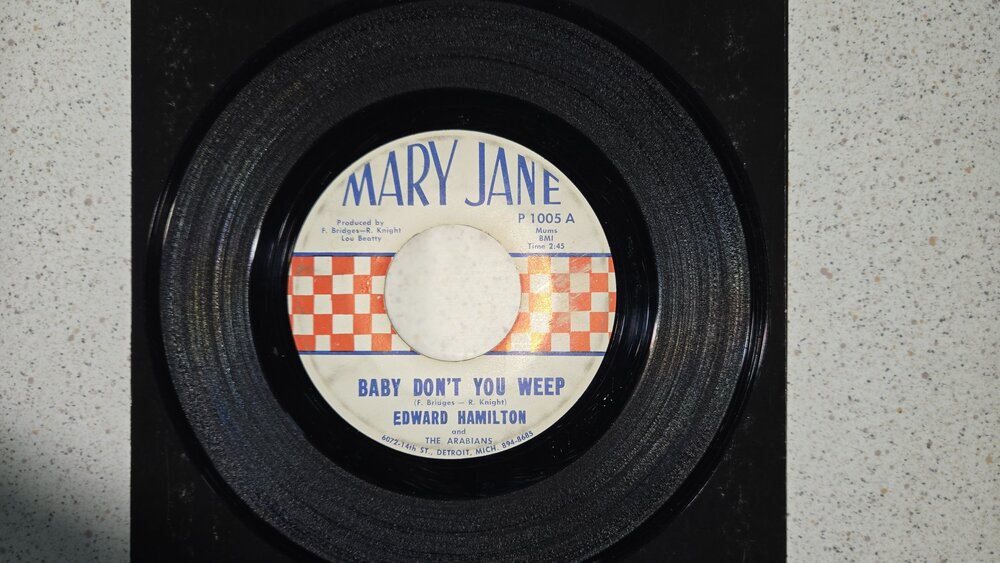 MARY JANE
Produced by
F. Bridges—R. Knight
Lou Beatty
P 1005 A
Mums
BMI
Time 2:45
BABY DON'T YOU WEEP
(F. Bridges — R. Knight)
EDWARD HAMILTON
and
THE ARABIANS
6072-14th ST., DETROIT, MICH. 894-8685